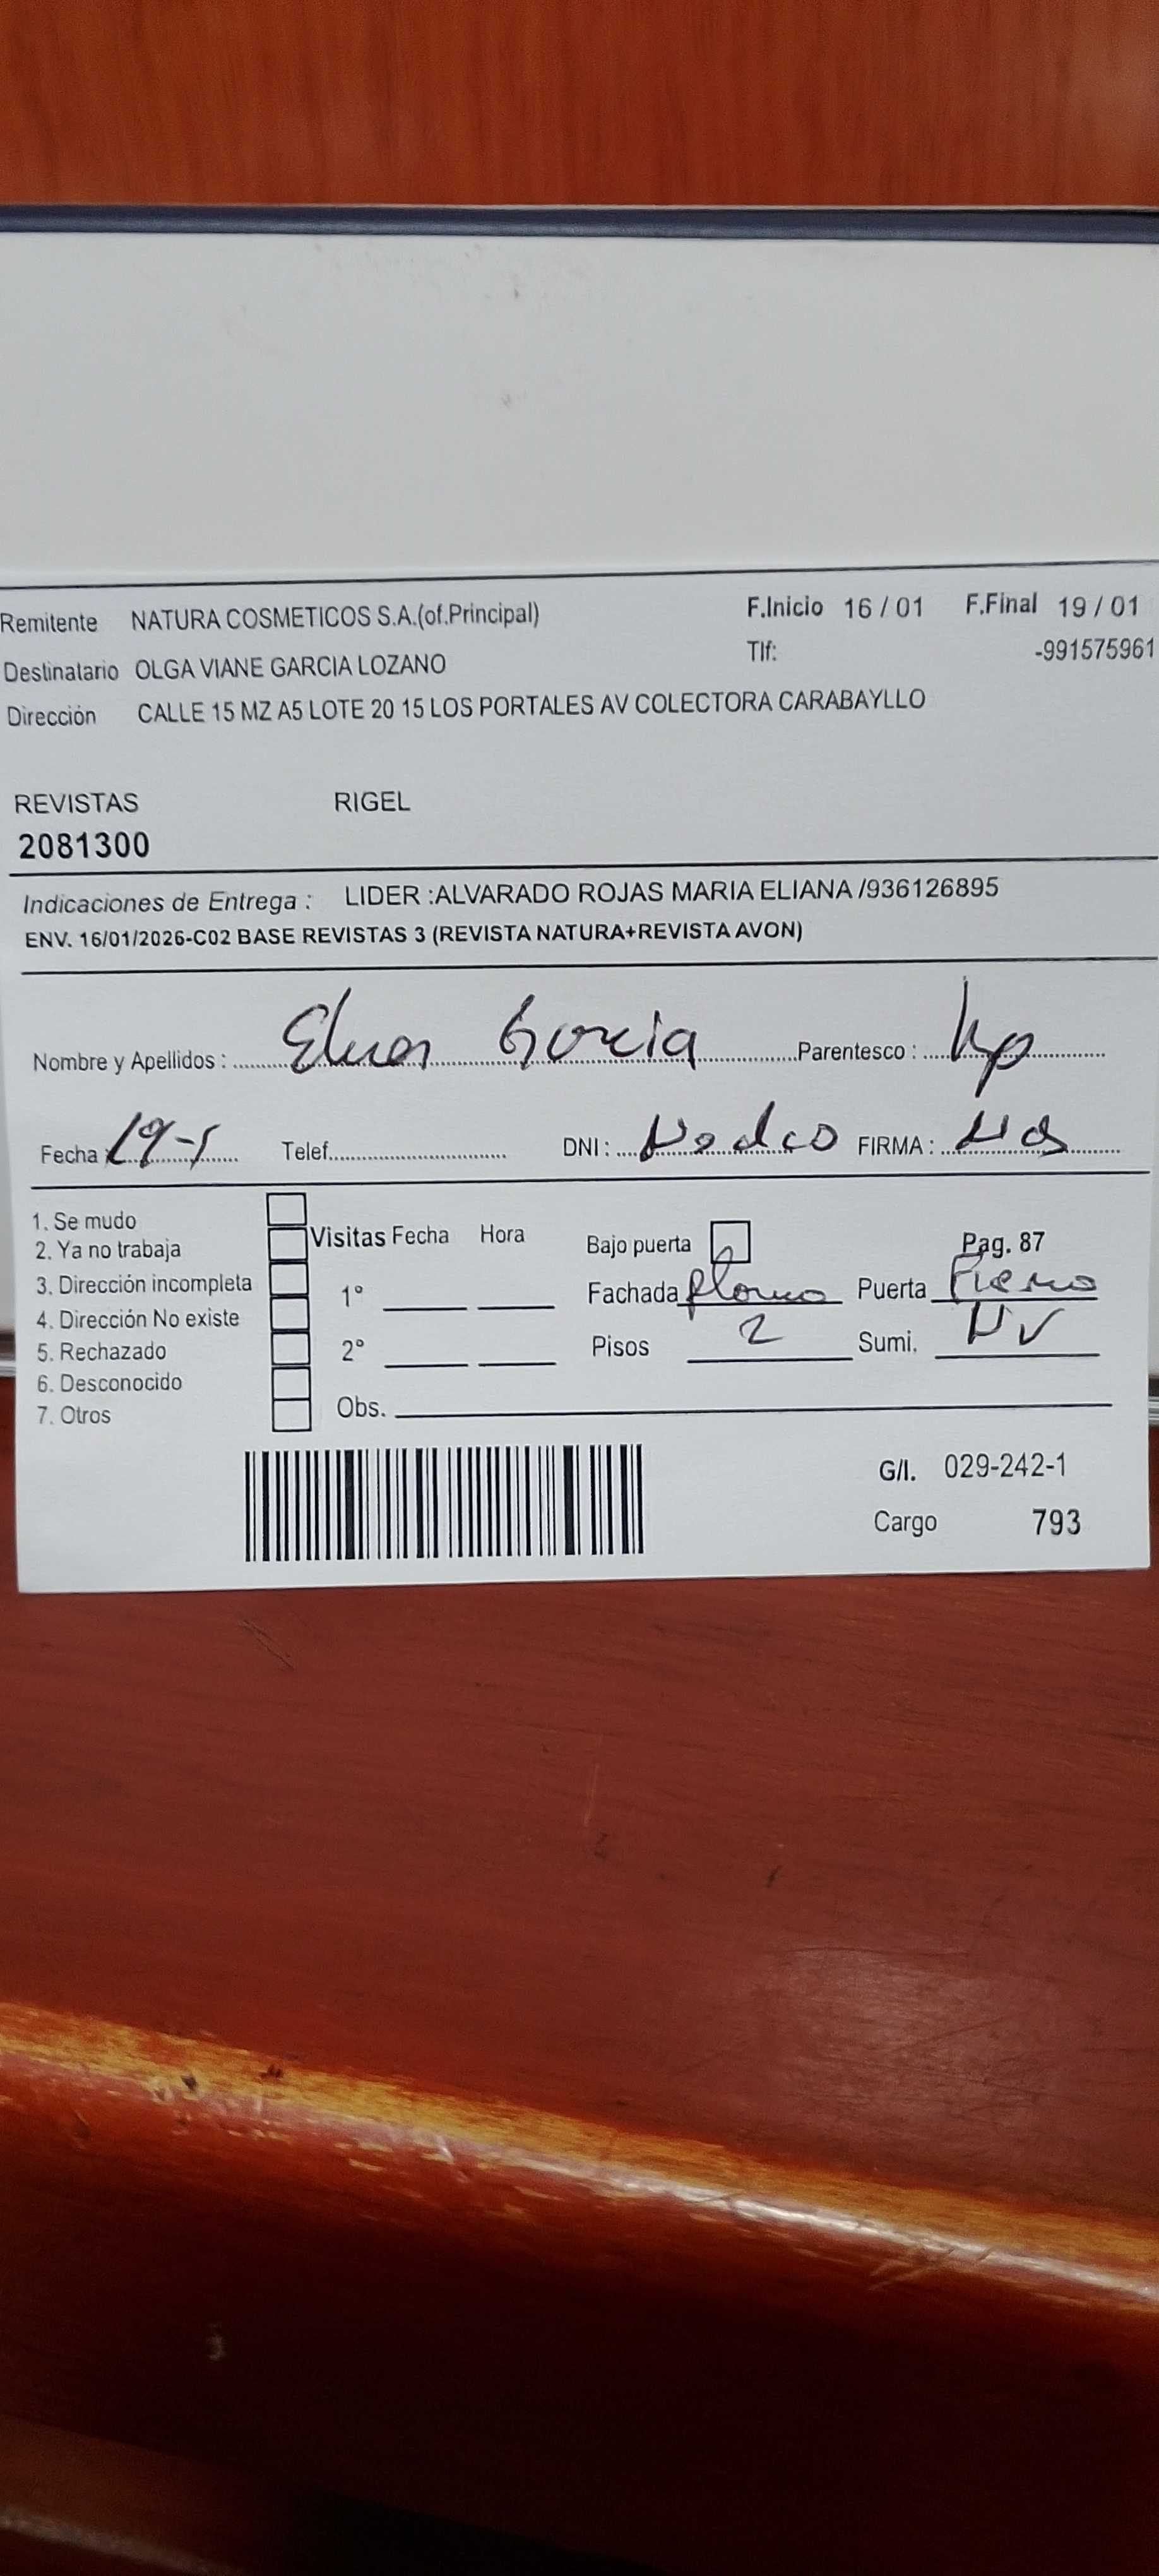 Remitente NATURA COSMETICOS S.A.(of.Principal) F.Inicio 16 / 01 F.Final 19 / 01
Destinatario OLGA VIANE GARCIA LOZANO Tlf: -991575961
Dirección CALLE 15 MZ A5 LOTE 20 15 LOS PORTALES AV COLECTORA CARABAYLLO
REVISTAS RIGEL
2081300
Indicaciones de Entrega : LIDER :ALVARADO ROJAS MARIA ELIANA /936126895
ENV. 16/01/2026-C02 BASE REVISTAS 3 (REVISTA NATURA+REVISTA AVON)
Nombre y Apellidos : Garcia Parentesco :
Fecha : 19-1 Telef. DNI : FIRMA :
1. Se mudo
2. Ya no trabaja Visitas Fecha Hora Bajo puerta Pag. 87
3. Dirección incompleta 1° Fachada Plomo Puerta Fierro
4. Dirección No existe
5. Rechazado 2° Pisos 2 Sumi. NV
6. Desconocido
7. Otros Obs.
G/I. 029-242-1
Cargo 793